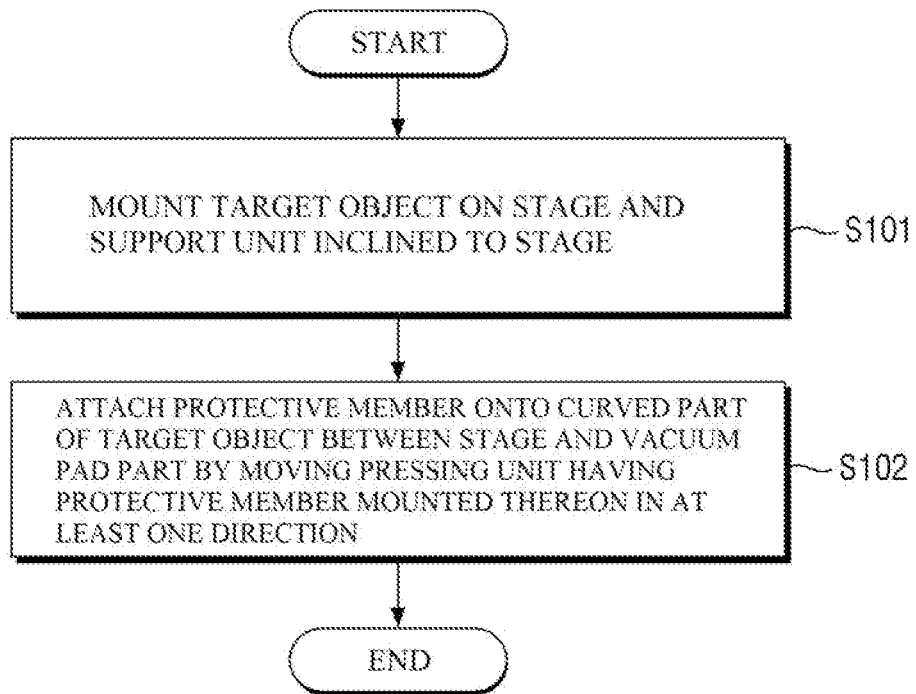 START
MOUNT TARGET OBJECT ON STAGE AND
SUPPORT UNIT INCLINED TO STAGE
S101
ATTACH PROTECTIVE MEMBER ONTO CURVED PART
OF TARGET OBJECT BETWEEN STAGE AND VACUUM
PAD PART BY MOVING PRESSING UNIT HAVING
PROTECTIVE MEMBER MOUNTED THEREON IN AT
LEAST ONE DIRECTION
S102
END